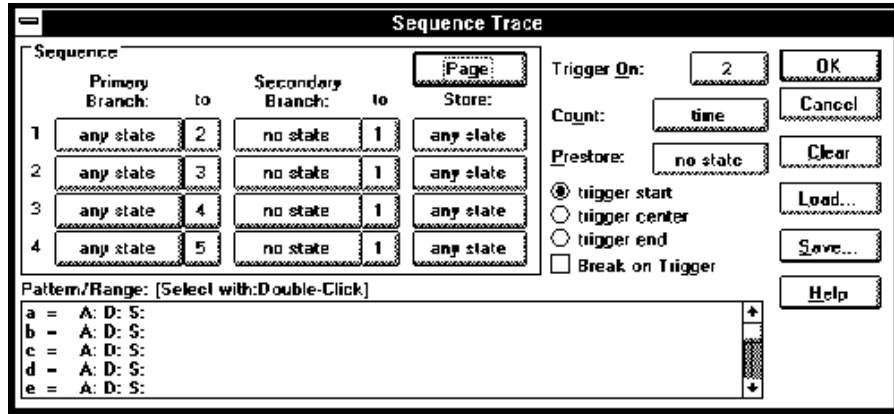 Sequence Trace
Sequence
Page
Primary Branch: to Secondary Branch: to Store:
1 any state 2 no state 1 any state
2 any state 3 no state 1 any state
3 any state 4 no state 1 any state
4 any state 5 no state 1 any state
Trigger On: 2
Count: time
Prestore: no state
trigger start
trigger center
trigger end
Break on Trigger
OK
Cancel
Clear
Load...
Save...
Help
Pattern/Range: [Select with:Double-Click]
a = A: D: S:
b = A: D: S:
c = A: D: S:
d = A: D: S:
e = A: D: S: